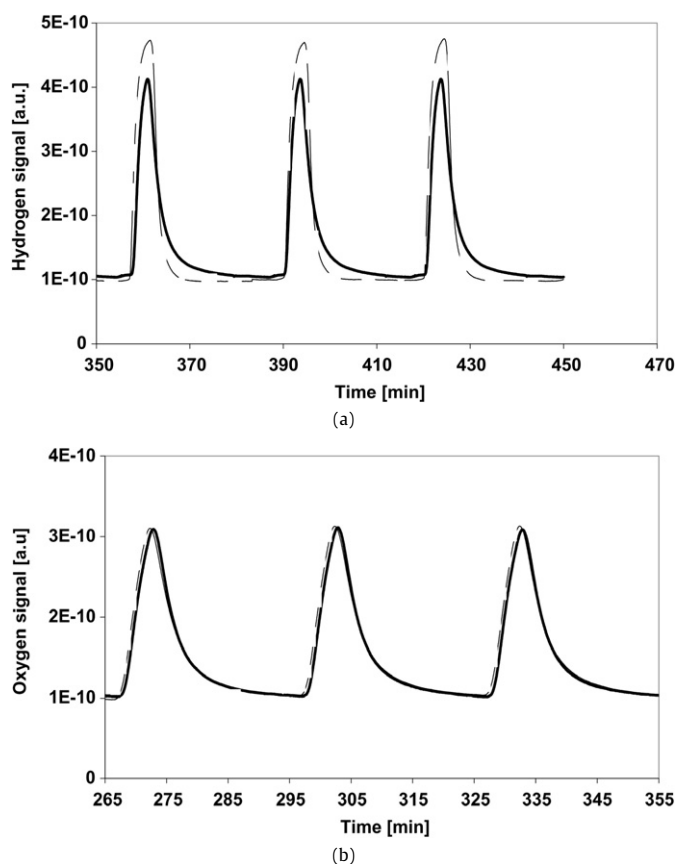 5E-10
4E-10
3E-10
2E-10
1E-10
0
Hydrogen signal [a.u.]
350 370 390 410 430 450 470
Time [min]
(a)
4E-10
3E-10
2E-10
1E-10
0
Oxygen signal [a.u]
265 275 285 295 305 315 325 335 345 355
Time [min]
(b)